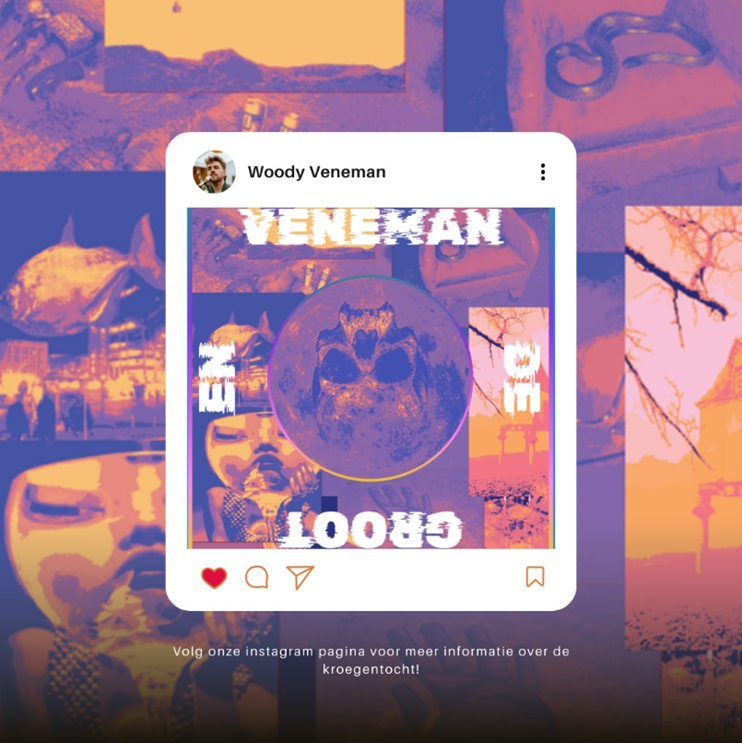 Woody Veneman
VENEMAN
EN
DE
GROOT
Volg onze instagram pagina voor meer informatie over de
kroegentocht!